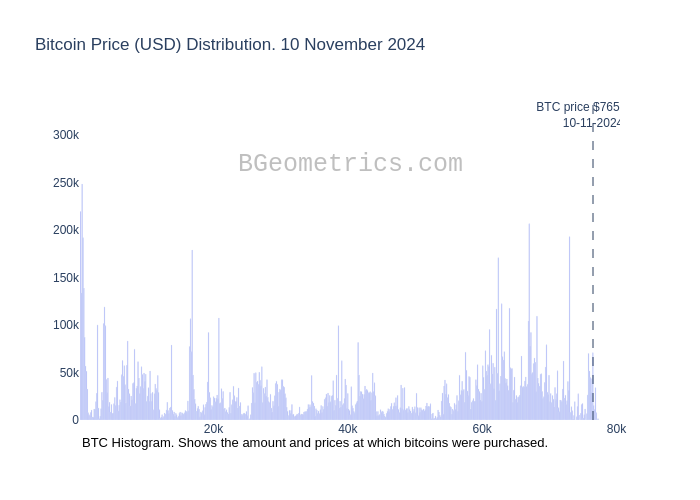 Bitcoin Price (USD) Distribution. 10 November 2024
BTC price $765
10-11-2024
300k
BGeometrics.com
250k
200k
150k
100k
50k
0
20k
40k
60k
80k
BTC Histogram. Shows the amount and prices at which bitcoins were purchased.